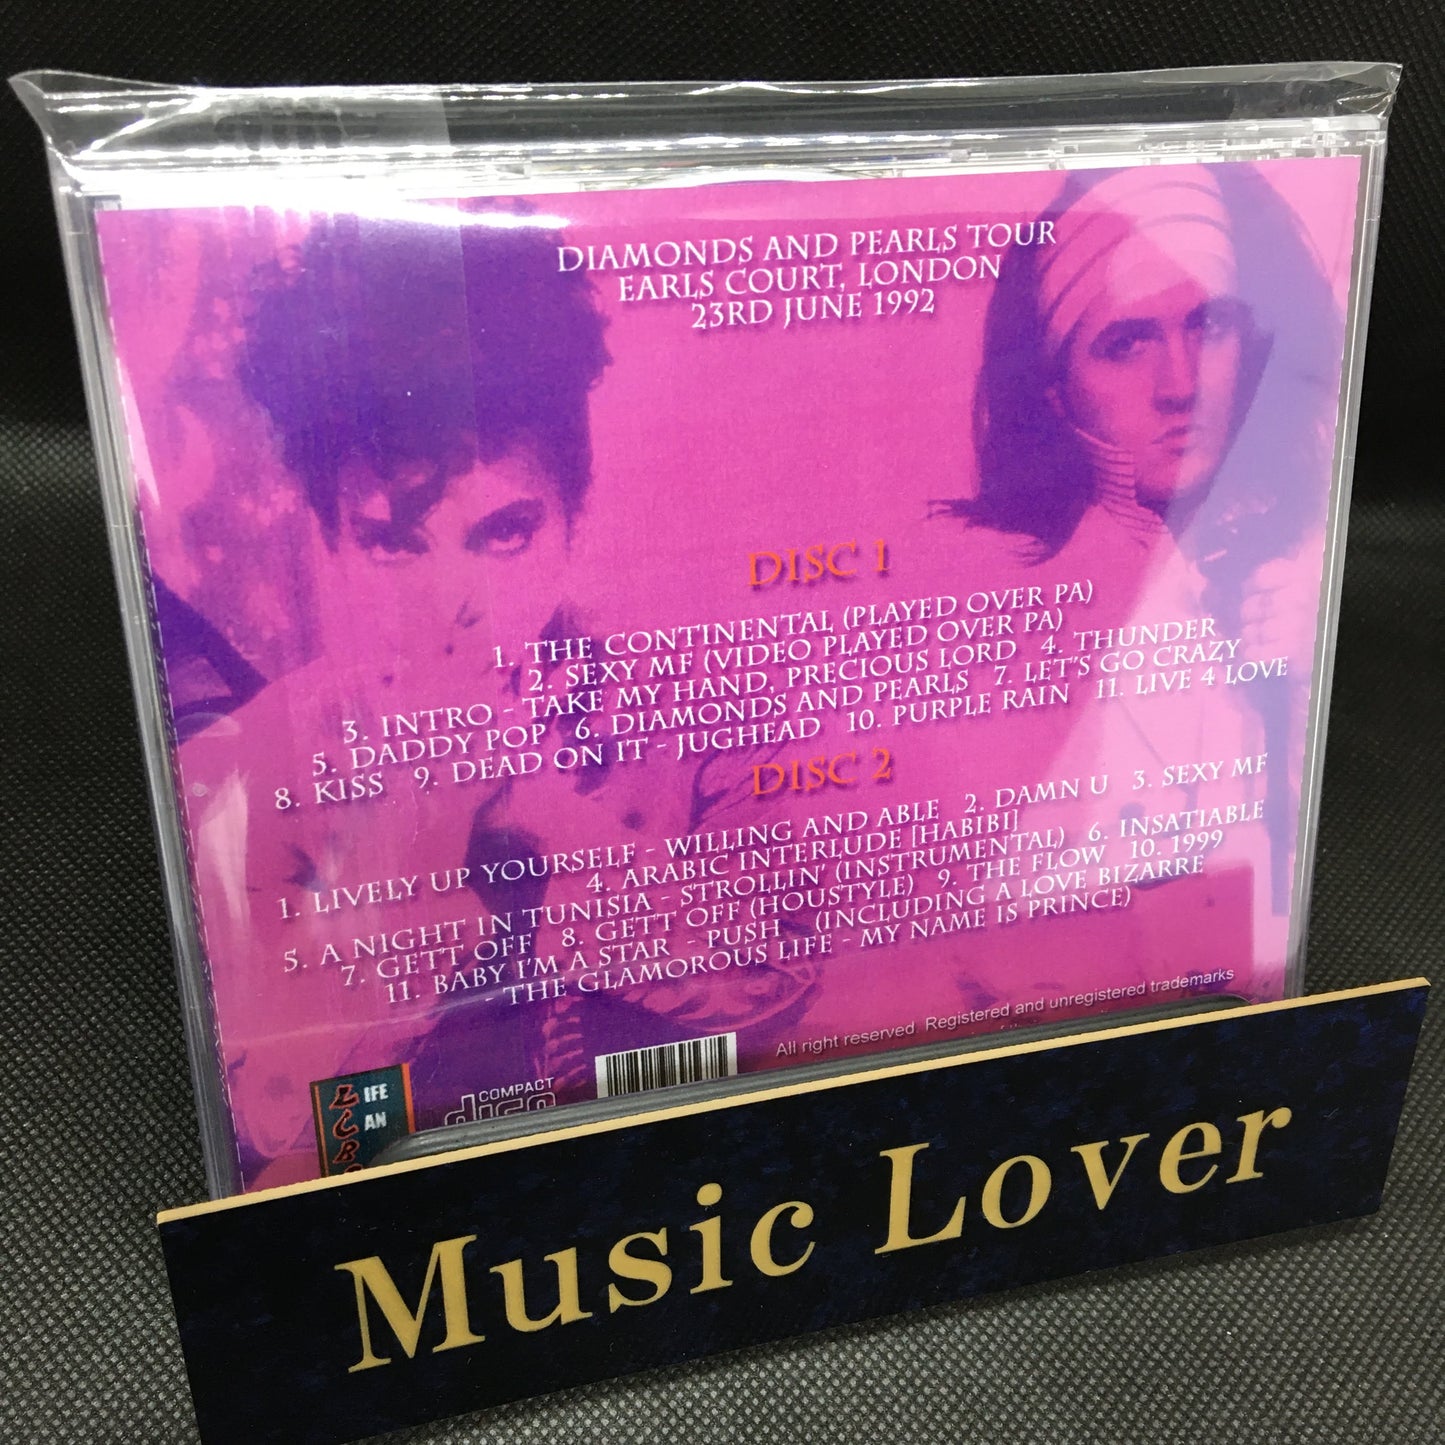 DIAMONDS AND PEARLS TOUR
EARLS COURT, LONDON
23RD JUNE 1992
DISC 1
1. THE CONTINENTAL (PLAYED OVER PA)
2. SEXY MF (VIDEO PLAYED OVER PA)
3. INTRO - TAKE MY HAND, PRECIOUS LORD 4. THUNDER
5. DADDY POP 6. DIAMONDS AND PEARLS 7. LET'S GO CRAZY
8. KISS 9. DEAD ON IT - JUGHEAD 10. PURPLE RAIN 11. LIVE 4 LOVE
DISC 2
1. LIVELY UP YOURSELF - WILLING AND ABLE 2. DAMN U 3. SEXY MF
4. ARABIC INTERLUDE [HABIBI]
5. A NIGHT IN TUNISIA - STROLLIN' (INSTRUMENTAL) 6. INSATIABLE
7. GETT OFF 8. GETT OFF (HOUSTYLE) 9. THE FLOW 10. 1999
11. BABY I'M A STAR - PUSH (INCLUDING A LOVE BIZARRE
- THE GLAMOROUS LIFE - MY NAME IS PRINCE)
All right reserved. Registered and unregistered trademarks
LIFE
CAN
COMPACT
disc
Music Lover